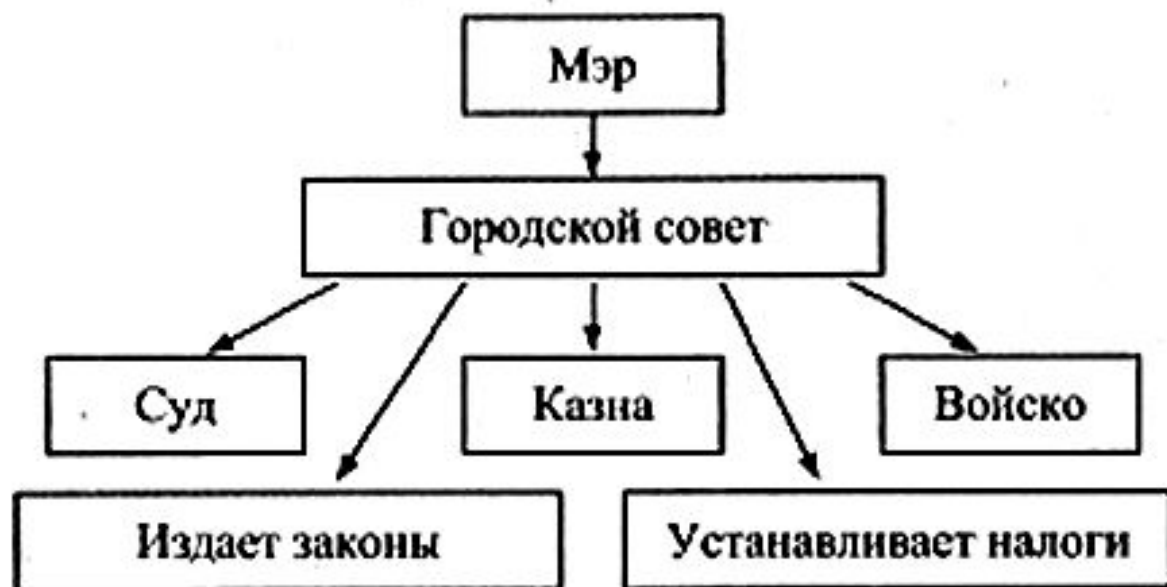 Мэр
Городской совет
Суд
Казна
Войско
Издает законы
Устанавливает налоги